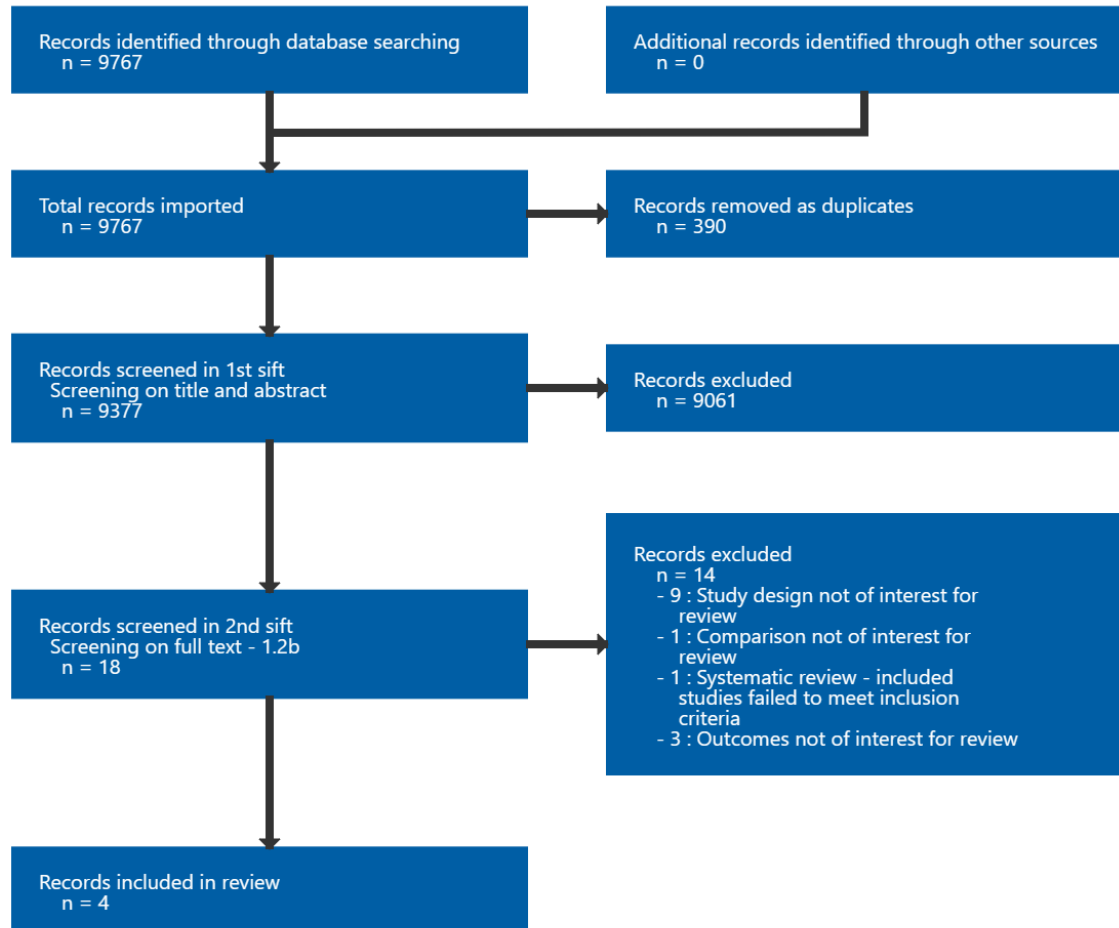 Records identified through database searching
n = 9767
Additional records identified through other sources
n = 0
Total records imported
n = 9767
Records removed as duplicates
n = 390
Records screened in 1st sift
Screening on title and abstract
n = 9377
Records excluded
n = 9061
Records screened in 2nd sift
Screening on full text - 1.2b
n = 18
Records excluded
n = 14
- 9 : Study design not of interest for
review
- 1 : Comparison not of interest for
review
- 1 : Systematic review - included
studies failed to meet inclusion
criteria
- 3 : Outcomes not of interest for review
Records included in review
n = 4